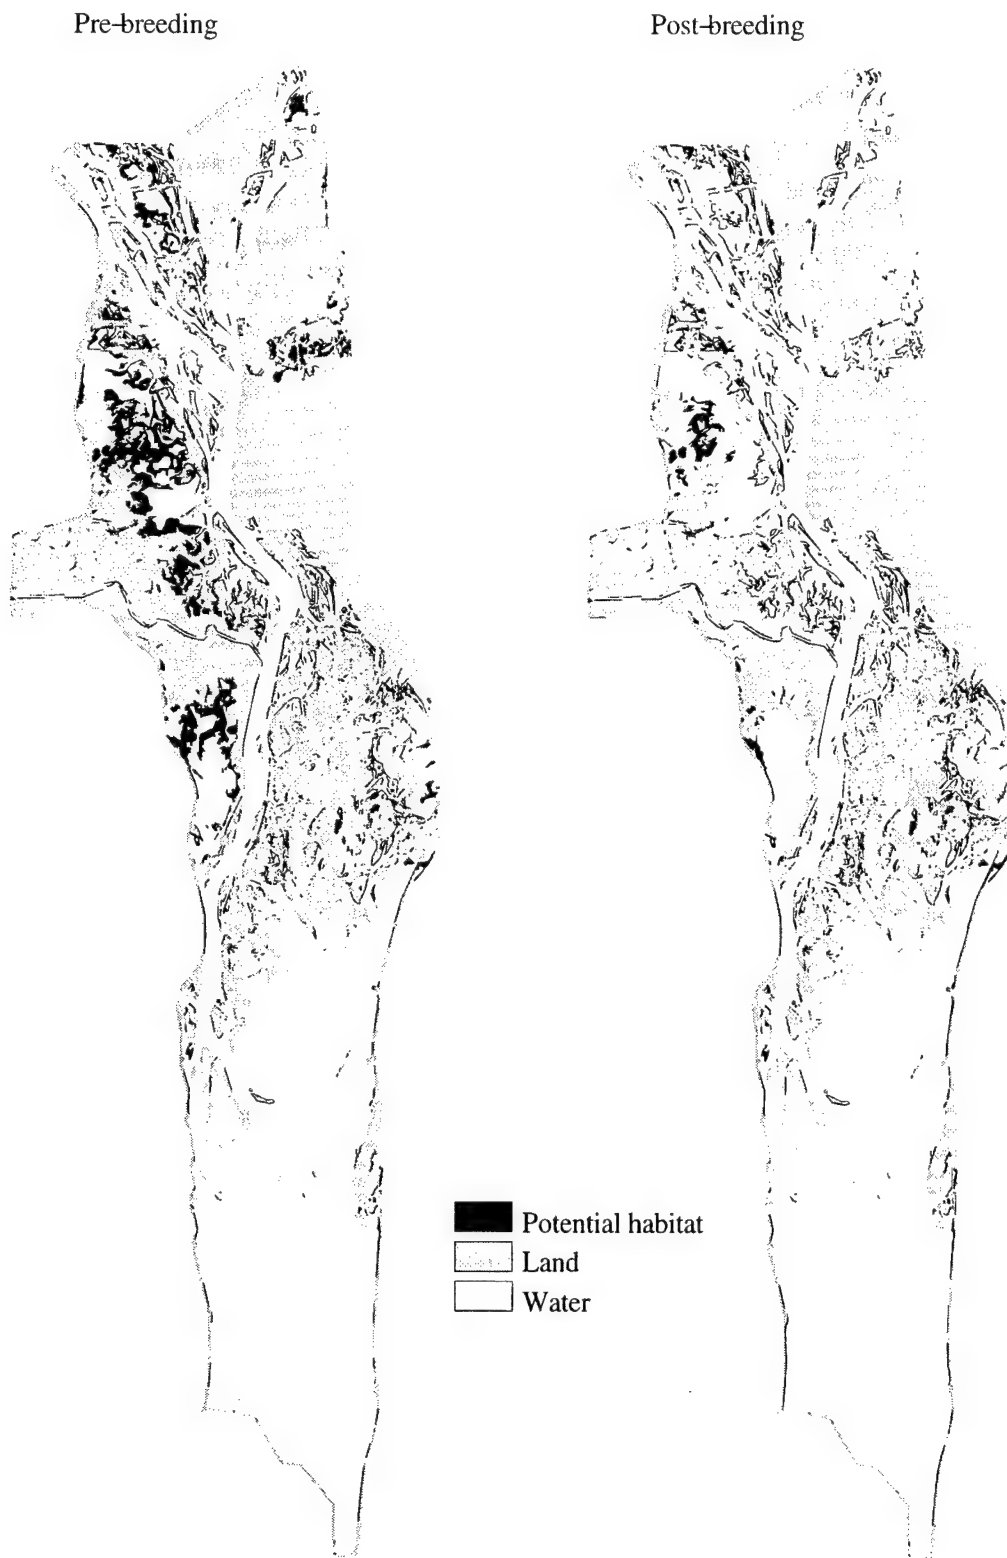 Pre-breeding
Post-breeding
Potential habitat
Land
Water